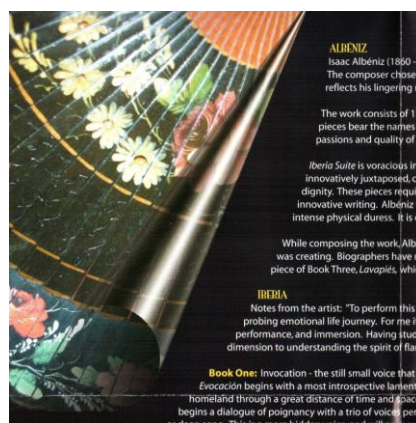 ALBÉNIZ
Isaac Albéniz (1860 -
The composer chose
reflects his lingering
The work consists of 1
pieces bear the names
passions and quality of
Iberia Suite is voracious in
innovatively juxtaposed,
dignity. These pieces requi
innovative writing. Albéniz
intense physical duress. It is
While composing the work, Alb
was creating. Biographers have
piece of Book Three, Lavapiés, whi
IBERIA
Notes from the artist: "To perform this
probing emotional life journey. For me i
performance, and immersion. Having stud
dimension to understanding the spirit of fla
Book One: Invocation - the still small voice that
Evocación begins with a most introspective lament
homeland through a great distance of time and space
begins a dialogue of poignancy with a trio of voices per